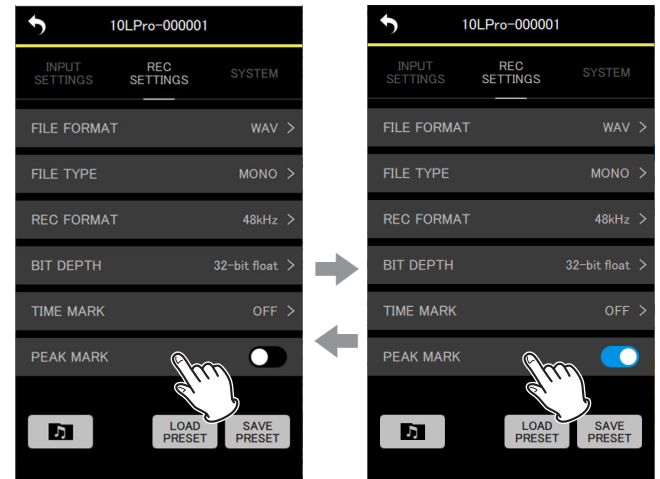 10LPro-000001
INPUT SETTINGS REC SETTINGS SYSTEM
FILE FORMAT WAV >
FILE TYPE MONO >
REC FORMAT 48kHz >
BIT DEPTH 32-bit float >
TIME MARK OFF >
PEAK MARK
LOAD PRESET SAVE PRESET
10LPro-000001
INPUT SETTINGS REC SETTINGS SYSTEM
FILE FORMAT WAV >
FILE TYPE MONO >
REC FORMAT 48kHz >
BIT DEPTH 32-bit float >
TIME MARK OFF >
PEAK MARK
LOAD PRESET SAVE PRESET